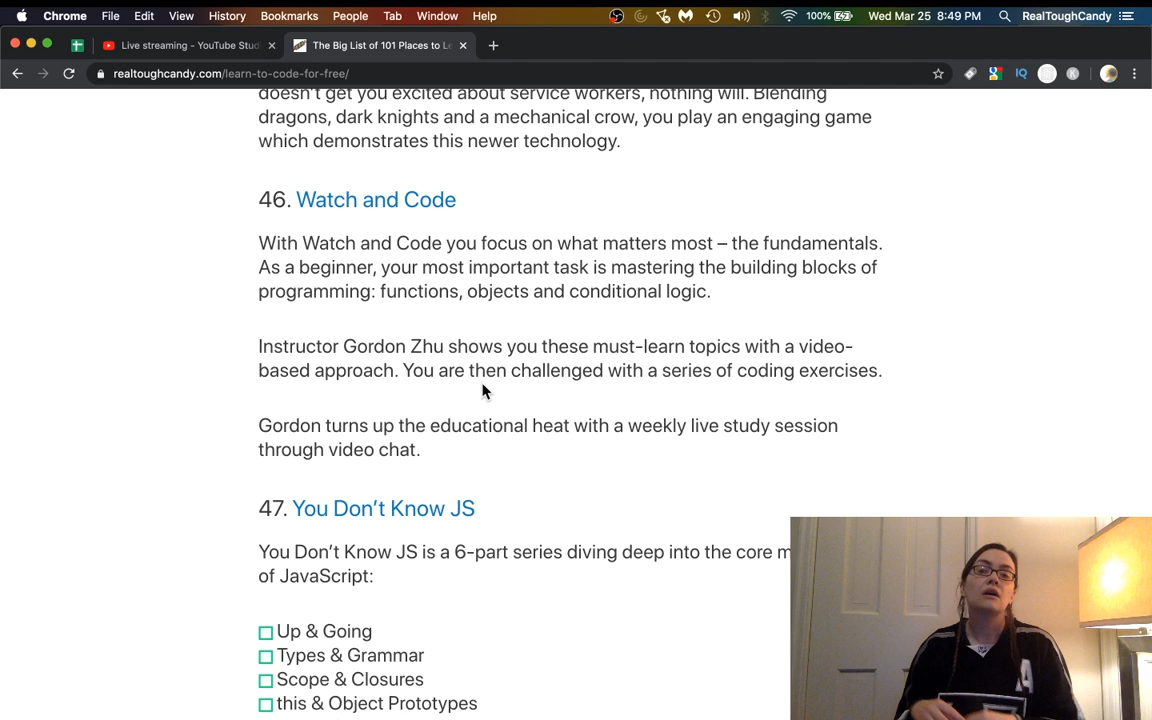 Chrome File Edit View History Bookmarks People Tab Window Help 100% Wed Mar 25 8:49 PM RealToughCandy
Live streaming - YouTube Stud
The Big List of 101 Places to Le
realtoughcandy.com/learn-to-code-for-free/
IQ
doesn't get you excited about service workers, nothing will. Blending
dragons, dark knights and a mechanical crow, you play an engaging game
which demonstrates this newer technology.
46. Watch and Code
With Watch and Code you focus on what matters most – the fundamentals.
As a beginner, your most important task is mastering the building blocks of
programming: functions, objects and conditional logic.
Instructor Gordon Zhu shows you these must-learn topics with a video-
based approach. You are then challenged with a series of coding exercises.
Gordon turns up the educational heat with a weekly live study session
through video chat.
47. You Don't Know JS
You Don't Know JS is a 6-part series diving deep into the core m
of JavaScript:
Up & Going
Types & Grammar
Scope & Closures
this & Object Prototypes
A